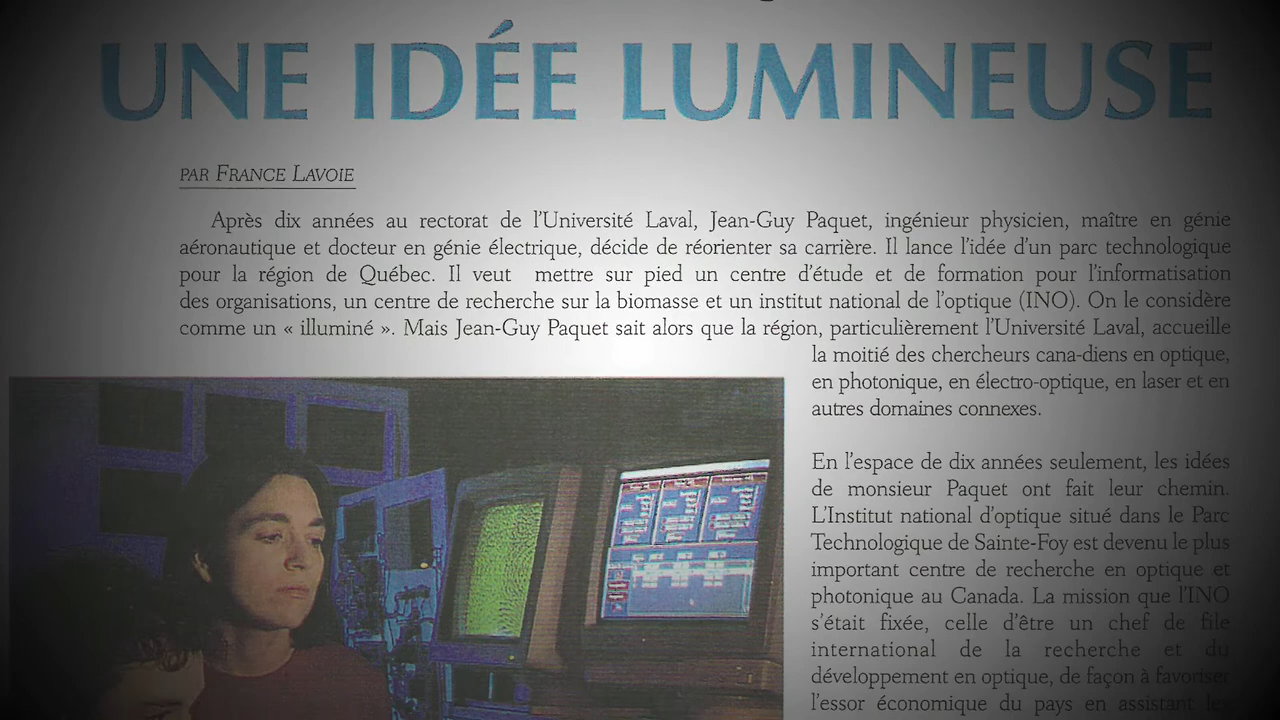 UNE IDÉE LUMINEUSE
PAR FRANCE LAVOIE
Après dix années au rectorat de l'Université Laval, Jean-Guy Paquet, ingénieur physicien, maître en génie
aéronautique et docteur en génie électrique, décide de réorienter sa carrière. Il lance l'idée d'un parc technologique
pour la région de Québec. Il veut mettre sur pied un centre d'étude et de formation pour l'informatisation
des organisations, un centre de recherche sur la biomasse et un institut national de l'optique (INO). On le considère
comme un « illuminé ». Mais Jean-Guy Paquet sait alors que la région, particulièrement l'Université Laval, accueille
la moitié des chercheurs cana-diens en optique,
en photonique, en électro-optique, en laser et en
autres domaines connexes.
En l'espace de dix années seulement, les idées
de monsieur Paquet ont fait leur chemin.
L'Institut national d'optique situé dans le Parc
Technologique de Sainte-Foy est devenu le plus
important centre de recherche en optique et
photonique au Canada. La mission que l'INO
s'était fixée, celle d'être un chef de file
international de la recherche et du
développement en optique, de façon à favoriser
l'essor économique du pays en assistant les